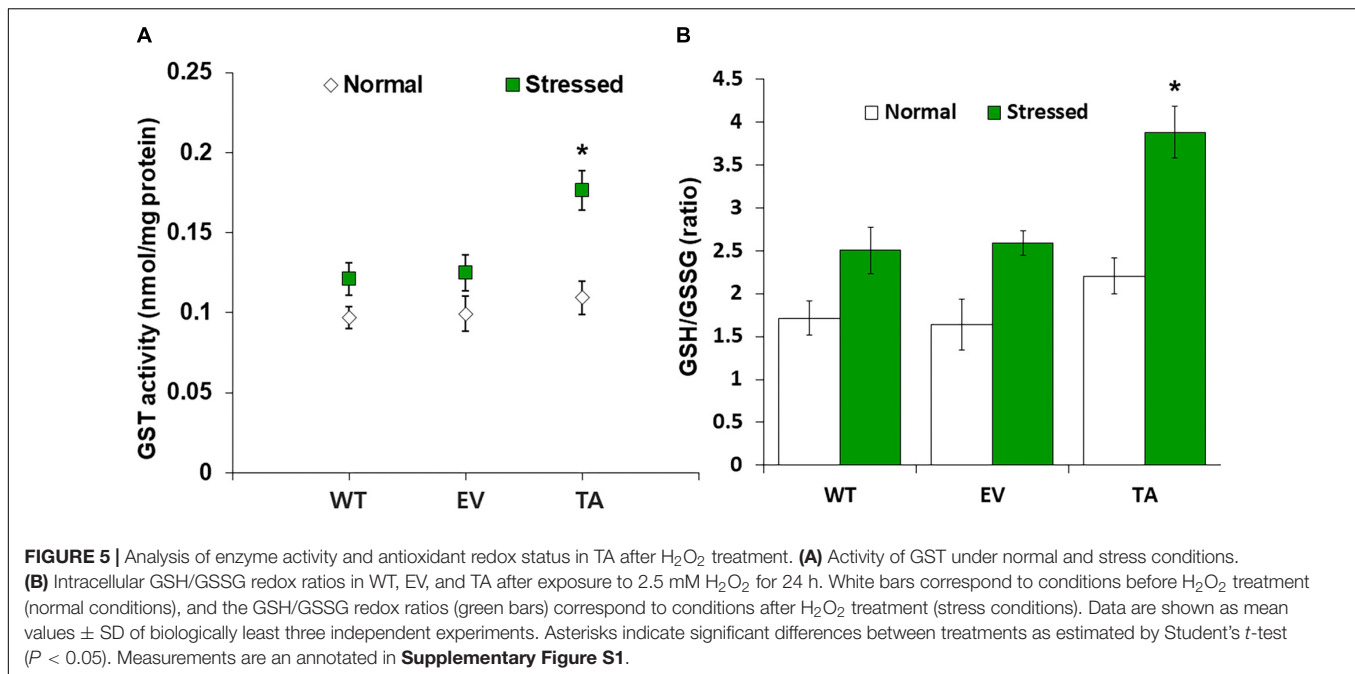 A
GST activity (nmol/mg protein)
0.25
0.2
0.15
0.1
0.05
0
Normal
Stressed
*
WT
EV
TA
B
GSH/GSSG (ratio)
4.5
4
3.5
3
2.5
2
1.5
1
0.5
0
Normal
Stressed
*
WT
EV
TA
FIGURE 5 | Analysis of enzyme activity and antioxidant redox status in TA after H₂O₂ treatment. (A) Activity of GST under normal and stress conditions.
(B) Intracellular GSH/GSSG redox ratios in WT, EV, and TA after exposure to 2.5 mM H₂O₂ for 24 h. White bars correspond to conditions before H₂O₂ treatment
(normal conditions), and the GSH/GSSG redox ratios (green bars) correspond to conditions after H₂O₂ treatment (stress conditions). Data are shown as mean
values ± SD of biologically least three independent experiments. Asterisks indicate significant differences between treatments as estimated by Student's t-test
(P < 0.05). Measurements are an annotated in Supplementary Figure S1.